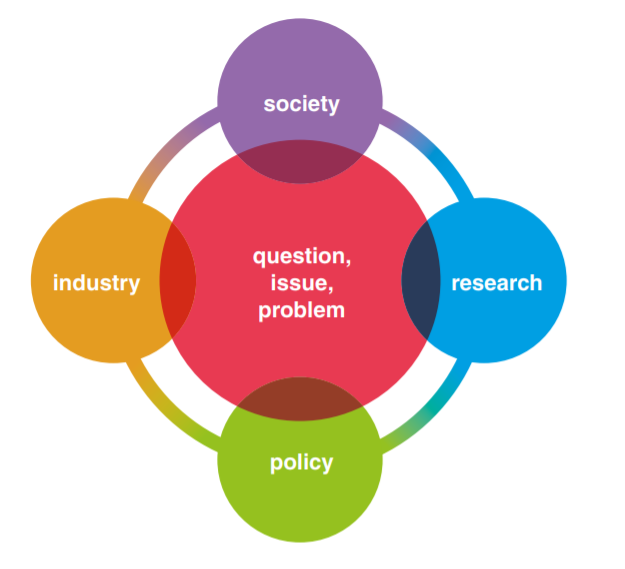 society
industry
question,
issue,
problem
research
policy